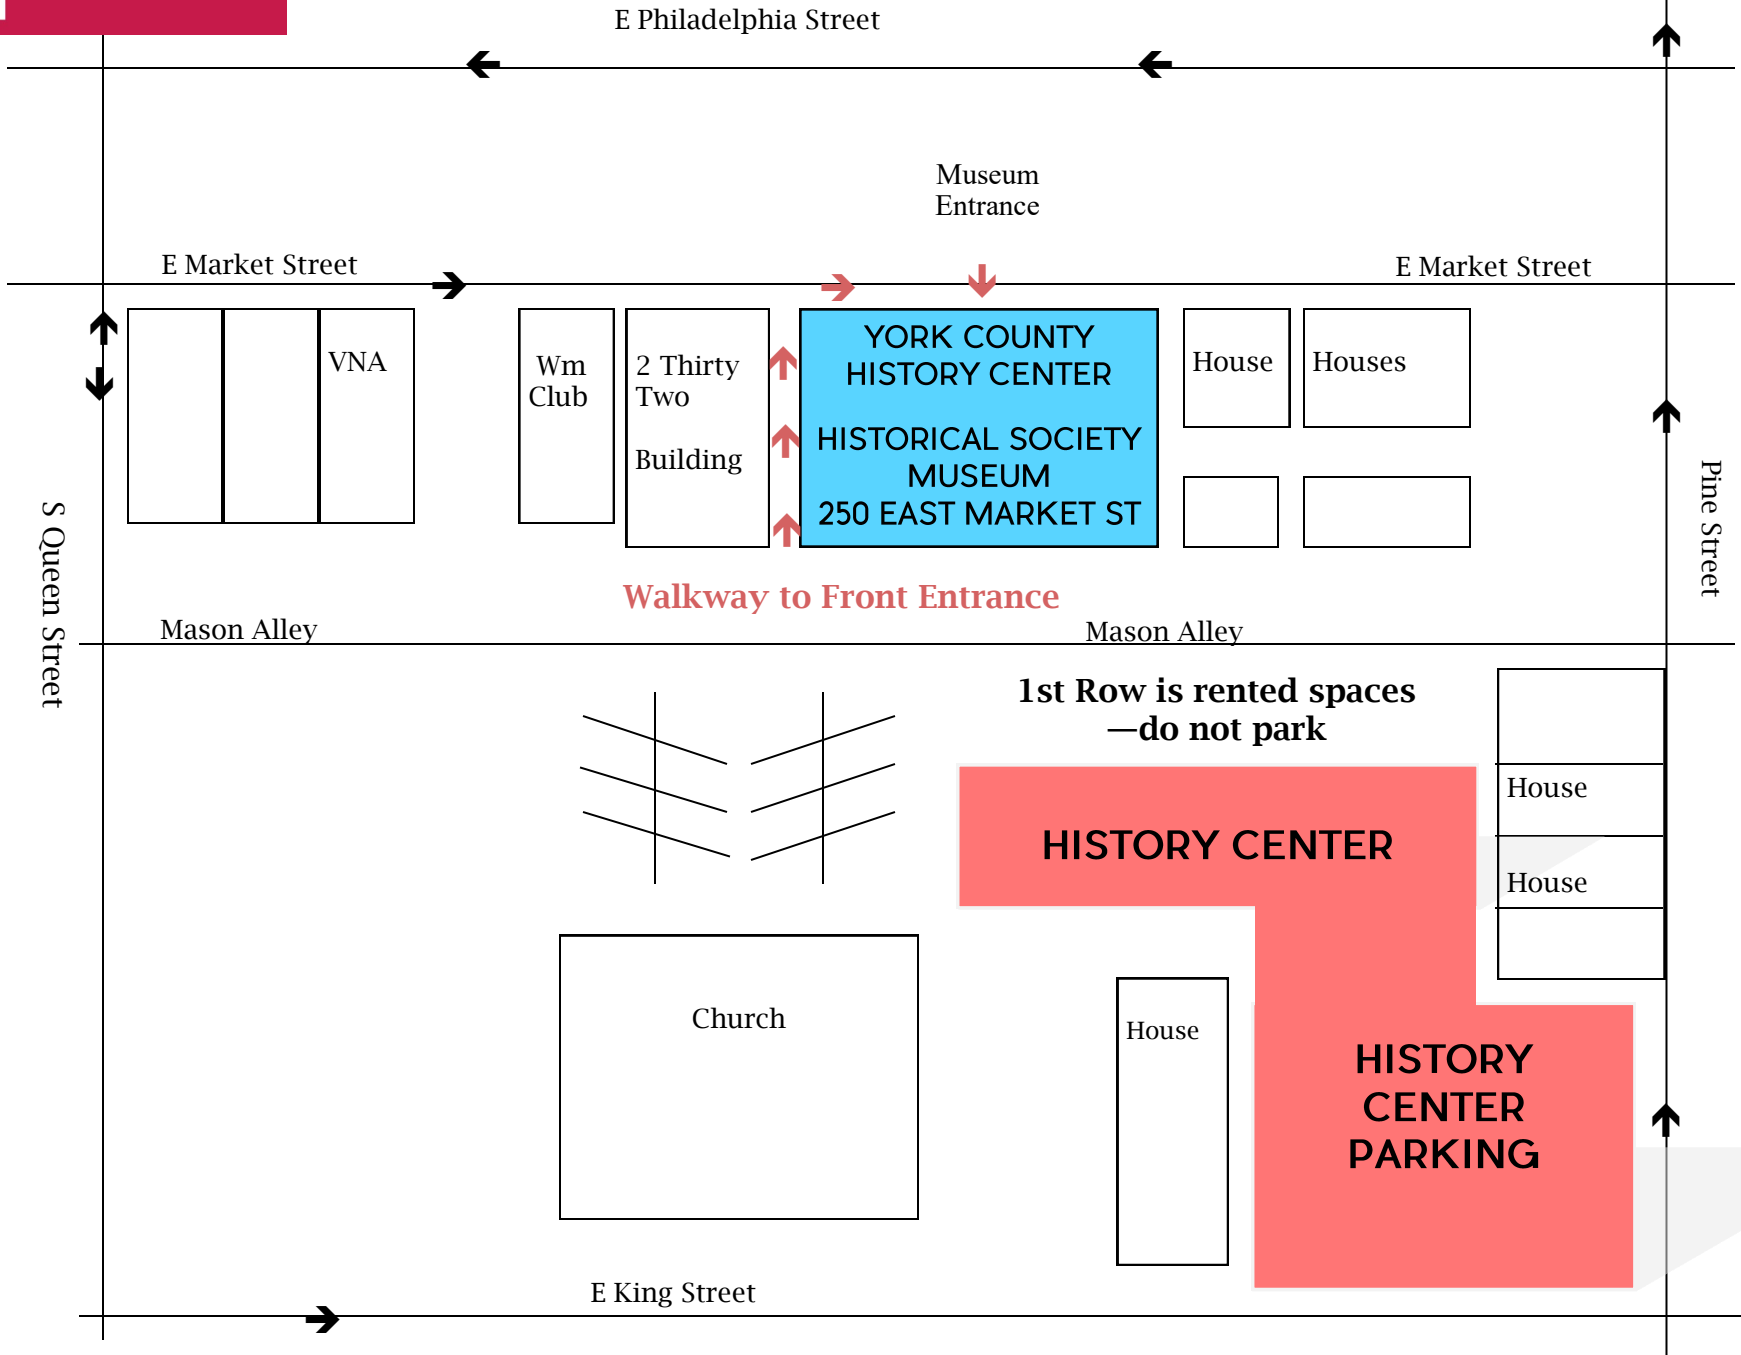 E Philadelphia Street
Museum
Entrance
E Market Street
E Market Street
VNA
Wm
Club
2 Thirty
Two
Building
YORK COUNTY
HISTORY CENTER
HISTORICAL SOCIETY
MUSEUM
250 EAST MARKET ST
House
Houses
S Queen Street
Pine Street
Walkway to Front Entrance
Mason Alley
Mason Alley
1st Row is rented spaces
—do not park
HISTORY CENTER
House
House
Church
House
HISTORY
CENTER
PARKING
E King Street